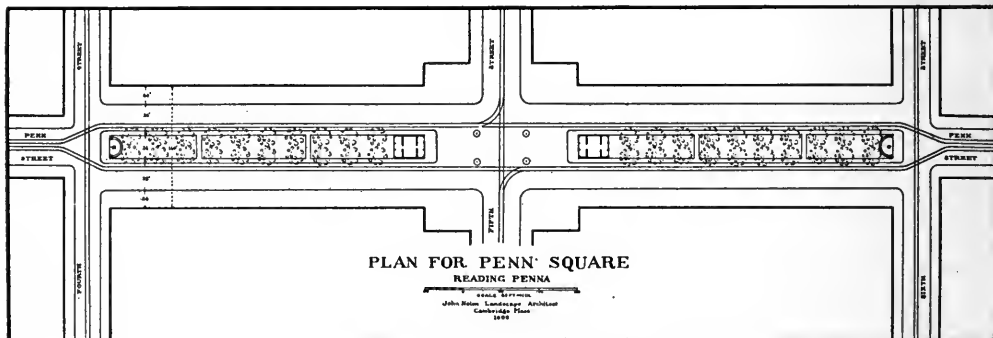 STREET
STREET
STREET
PENN
STREET
PENN
STREET
FOURTH
FIFTH
SIXTH
PLAN FOR PENN SQUARE
READING PENNA
SCALE
John Nolen Landscape Architect
Cambridge Mass